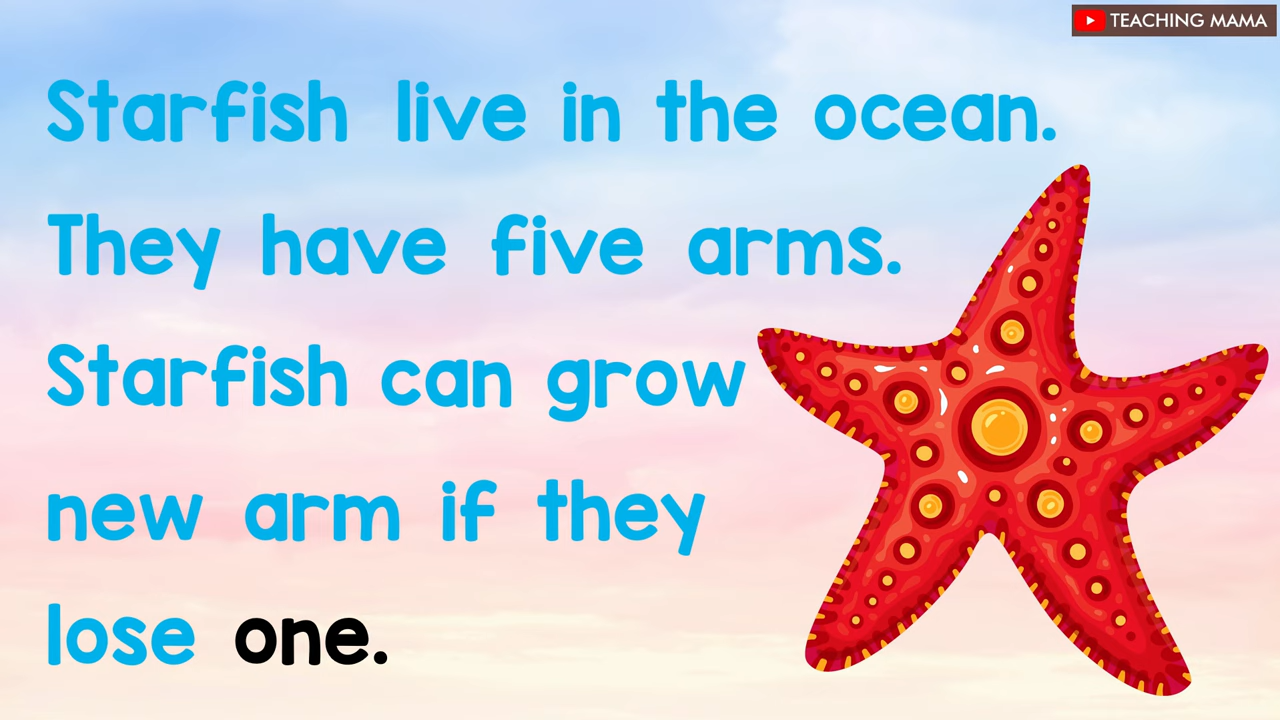 TEACHING MAMA
Starfish live in the ocean.
They have five arms.
Starfish can grow
new arm if they
lose one.